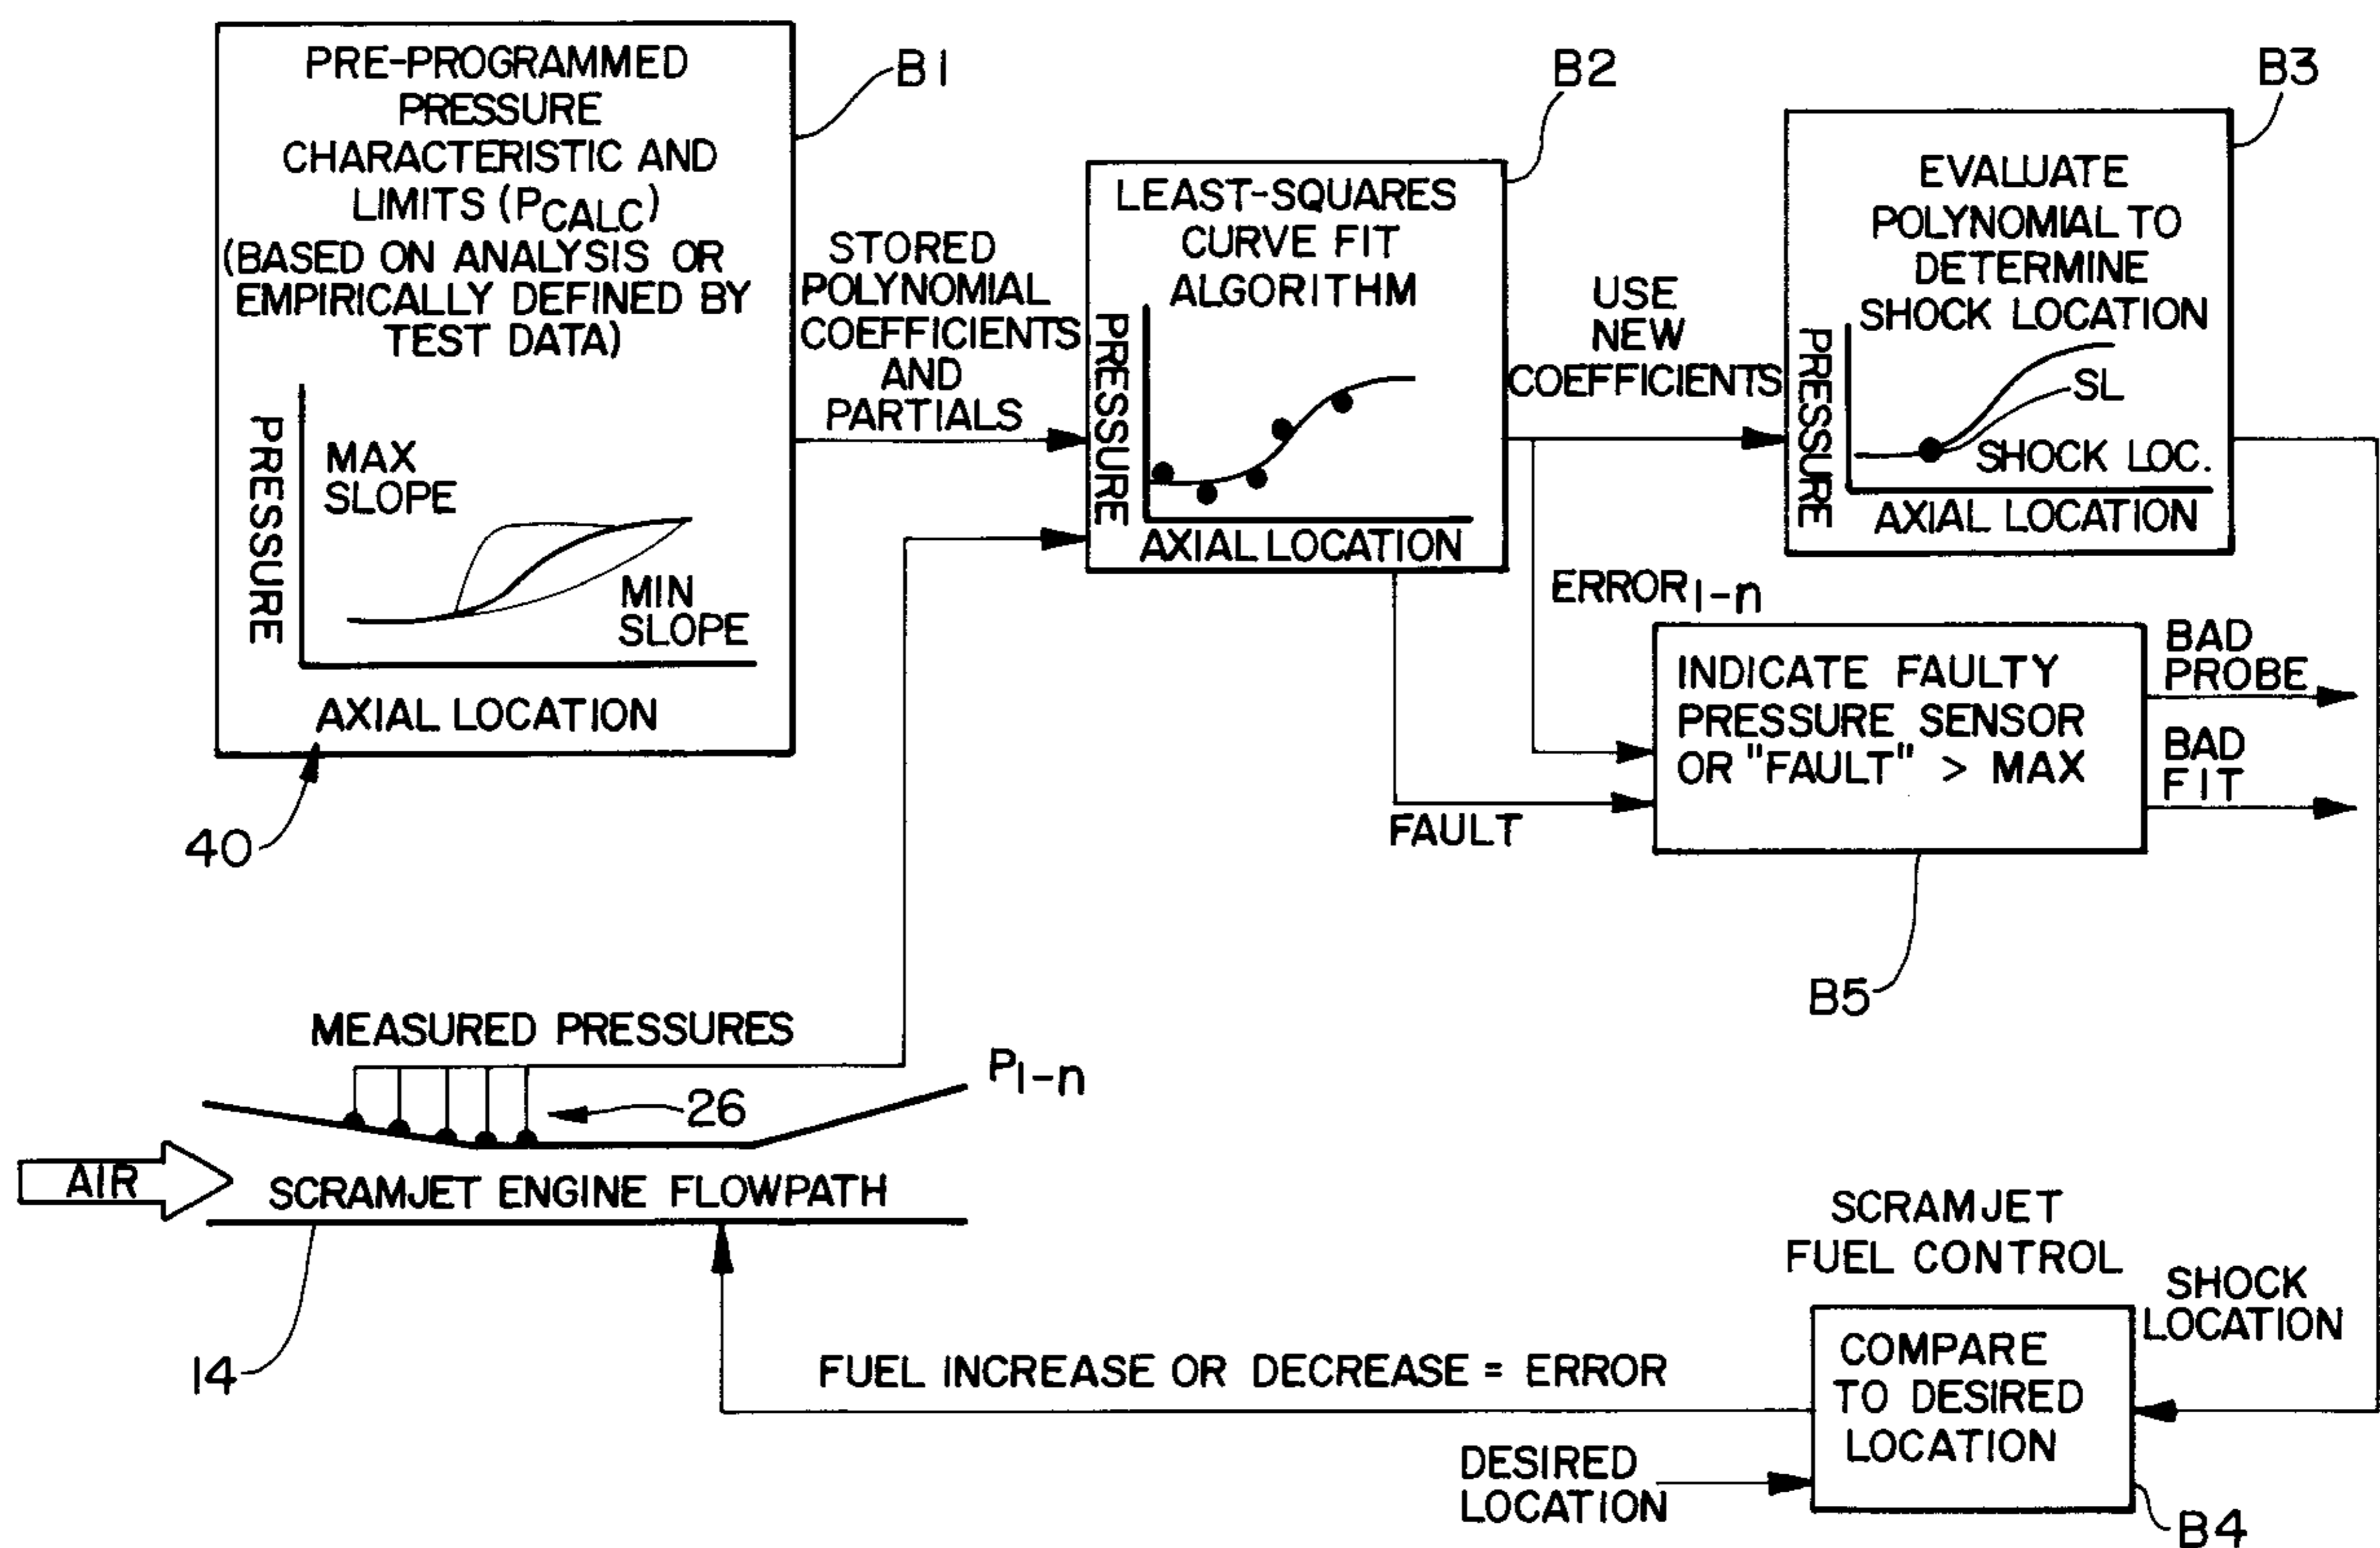 PRE-PROGRAMMED
PRESSURE
CHARACTERISTIC AND
LIMITS (PCALC)
(BASED ON ANALYSIS OR
EMPIRICALLY DEFINED BY
TEST DATA)
PRESSURE
MAX
SLOPE
MIN
SLOPE
AXIAL LOCATION
B1
40
STORED
POLYNOMIAL
COEFFICIENTS
AND
PARTIALS
B2
LEAST-SQUARES
CURVE FIT
ALGORITHM
PRESSURE
AXIAL LOCATION
USE
NEW
COEFFICIENTS
B3
EVALUATE
POLYNOMIAL TO
DETERMINE
SHOCK LOCATION
PRESSURE
SL
SHOCK LOC.
AXIAL LOCATION
ERROR1-n
FAULT
INDICATE FAULTY
PRESSURE SENSOR
OR "FAULT" > MAX
BAD
PROBE
BAD
FIT
B5
MEASURED PRESSURES
P1-n
26
AIR
SCRAMJET ENGINE FLOWPATH
14
SCRAMJET
FUEL CONTROL
SHOCK
LOCATION
COMPARE
TO DESIRED
LOCATION
FUEL INCREASE OR DECREASE = ERROR
DESIRED
LOCATION
B4